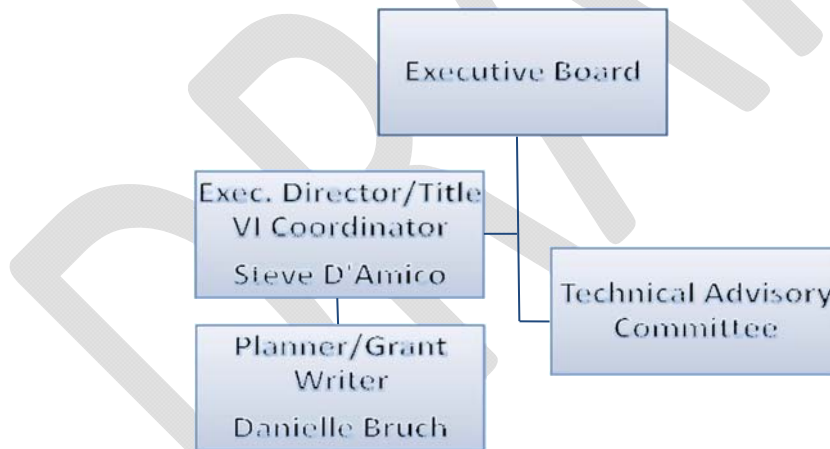 Executive Board
Exec. Director/Title
VI Coordinator
Steve D'Amico
Technical Advisory
Committee
Planner/Grant
Writer
Danielle Bruch